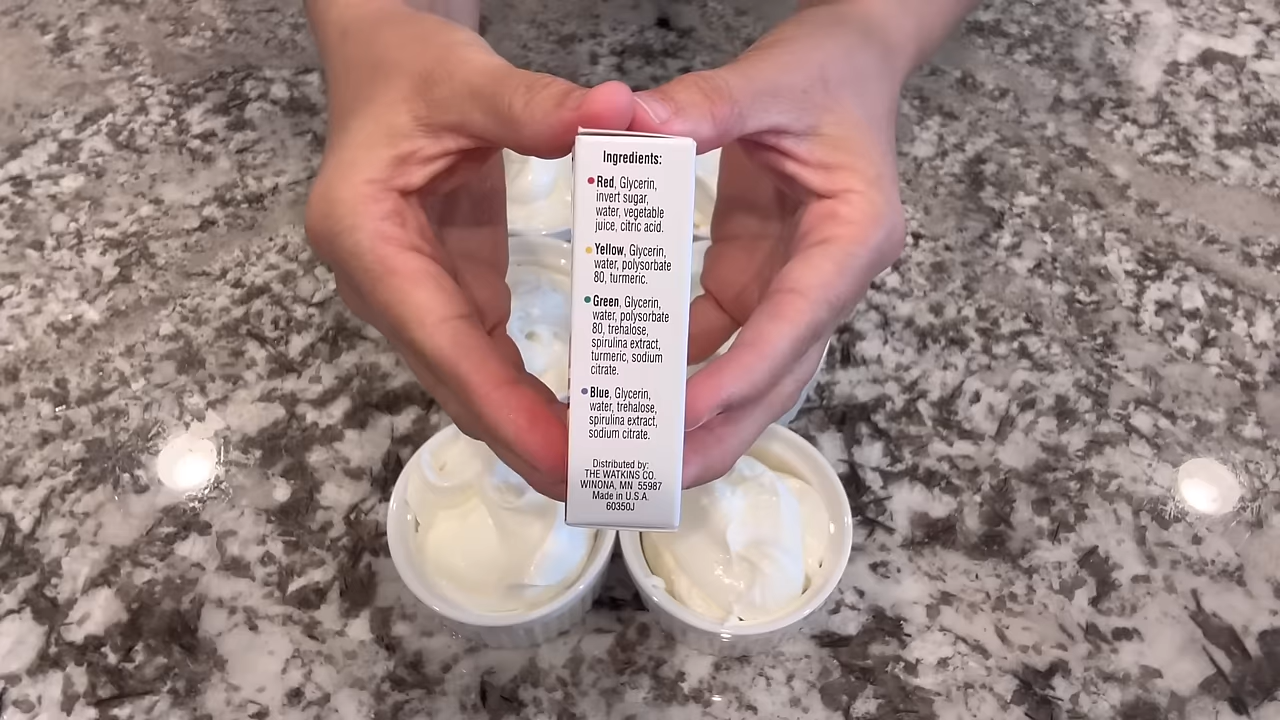 Ingredients:
Red, Glycerin,
invert sugar,
water, vegetable
juice, citric acid.
Yellow, Glycerin,
water, polysorbate
80, turmeric.
Green, Glycerin,
water, polysorbate
80, trehalose,
spirulina extract,
turmeric, sodium
citrate.
Blue, Glycerin,
water, trehalose,
spirulina extract,
sodium citrate.
Distributed by:
THE WATKINS CO.
WINONA, MN 55987
Made in U.S.A.
60350J